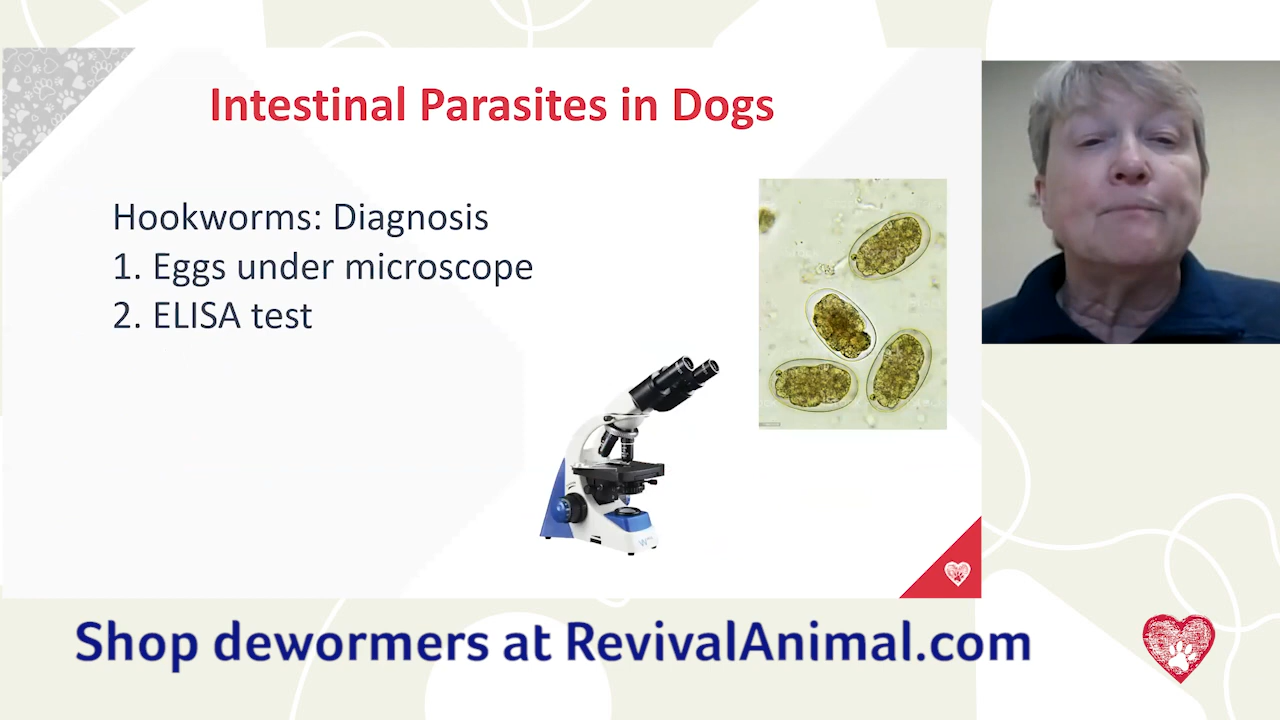 Intestinal Parasites in Dogs
Hookworms: Diagnosis
1. Eggs under microscope
2. ELISA test
Shop dewormers at RevivalAnimal.com